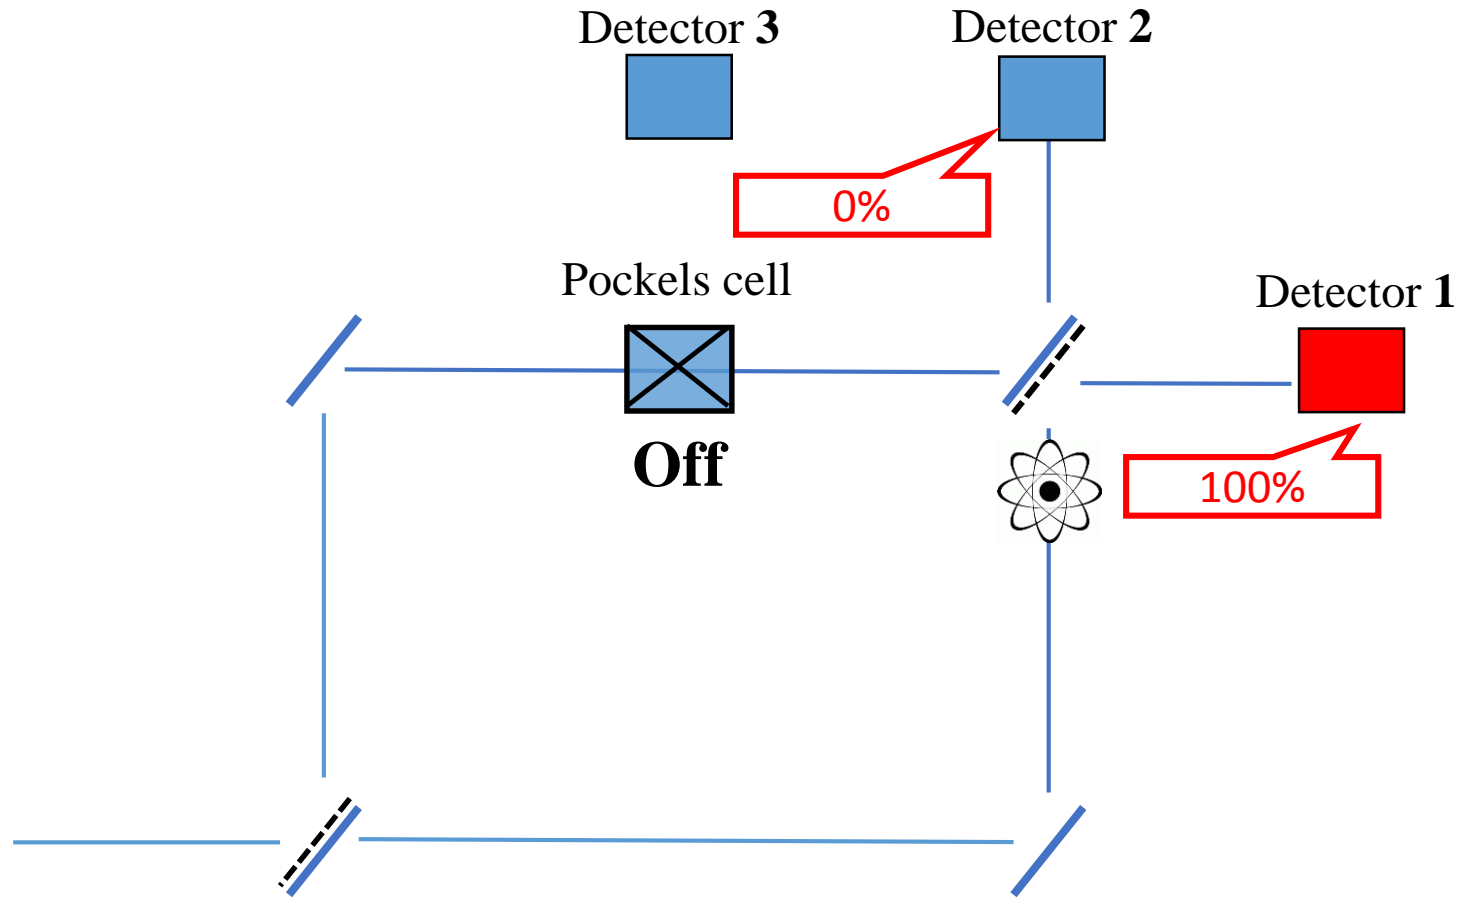 Detector 3
Detector 2
0%
Pockels cell
Detector 1
Off
100%